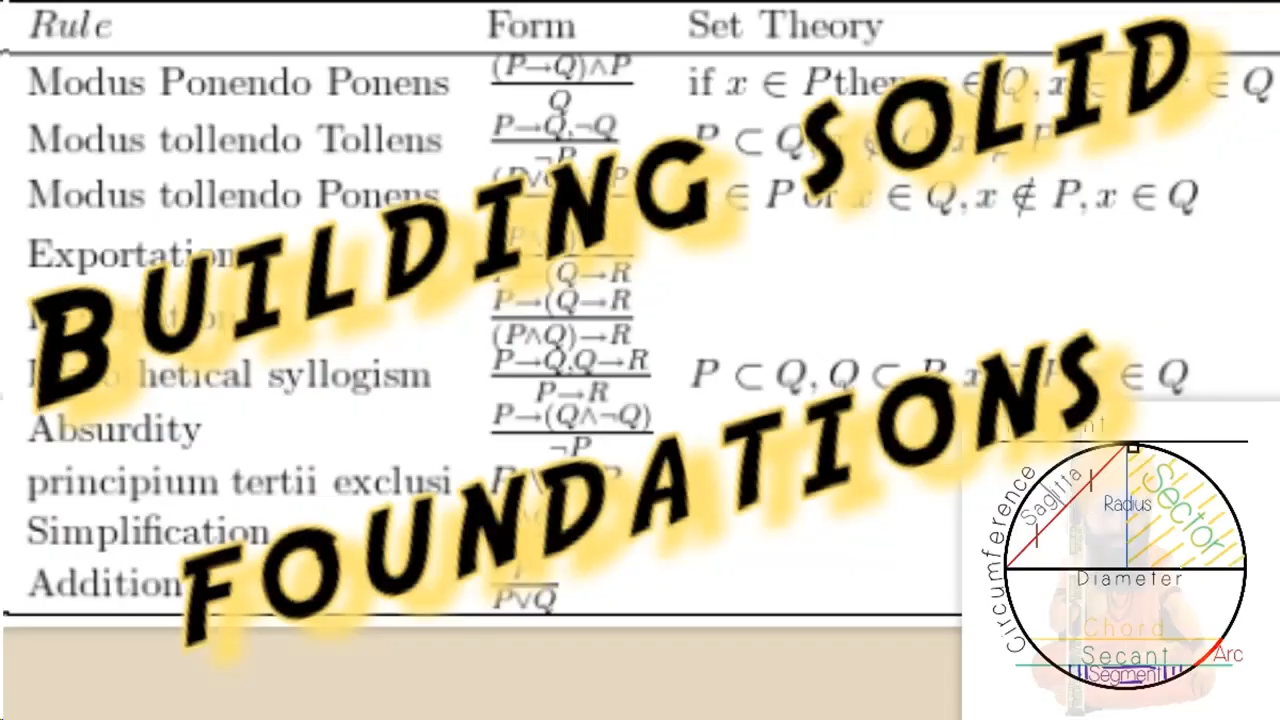 Rule Form Set Theory
Modus Ponendo Ponens (P→Q)∧P if x ∈ P Q, x ∈ Q
Q
Modus tollendo Tollens P→Q,¬Q P ⊂ Q
¬P
Modus tollendo Ponens ∈ P or x ∈ Q, x ∉ P, x ∈ Q
Exportation
(Q→R
P→(Q→R
(P∧Q)→R
syllogism P→Q,Q→R P ⊂ Q, Q ⊂ ∈ Q
P→R
Absurdity P→(Q∧¬Q)
¬P
principium tertii exclusi
Simplification
Addition
P∨Q
BUILDING SOLID
FOUNDATIONS
Circumference
Sagitta
Radius
Sector
Diameter
Chord
Secant
Arc
Segment